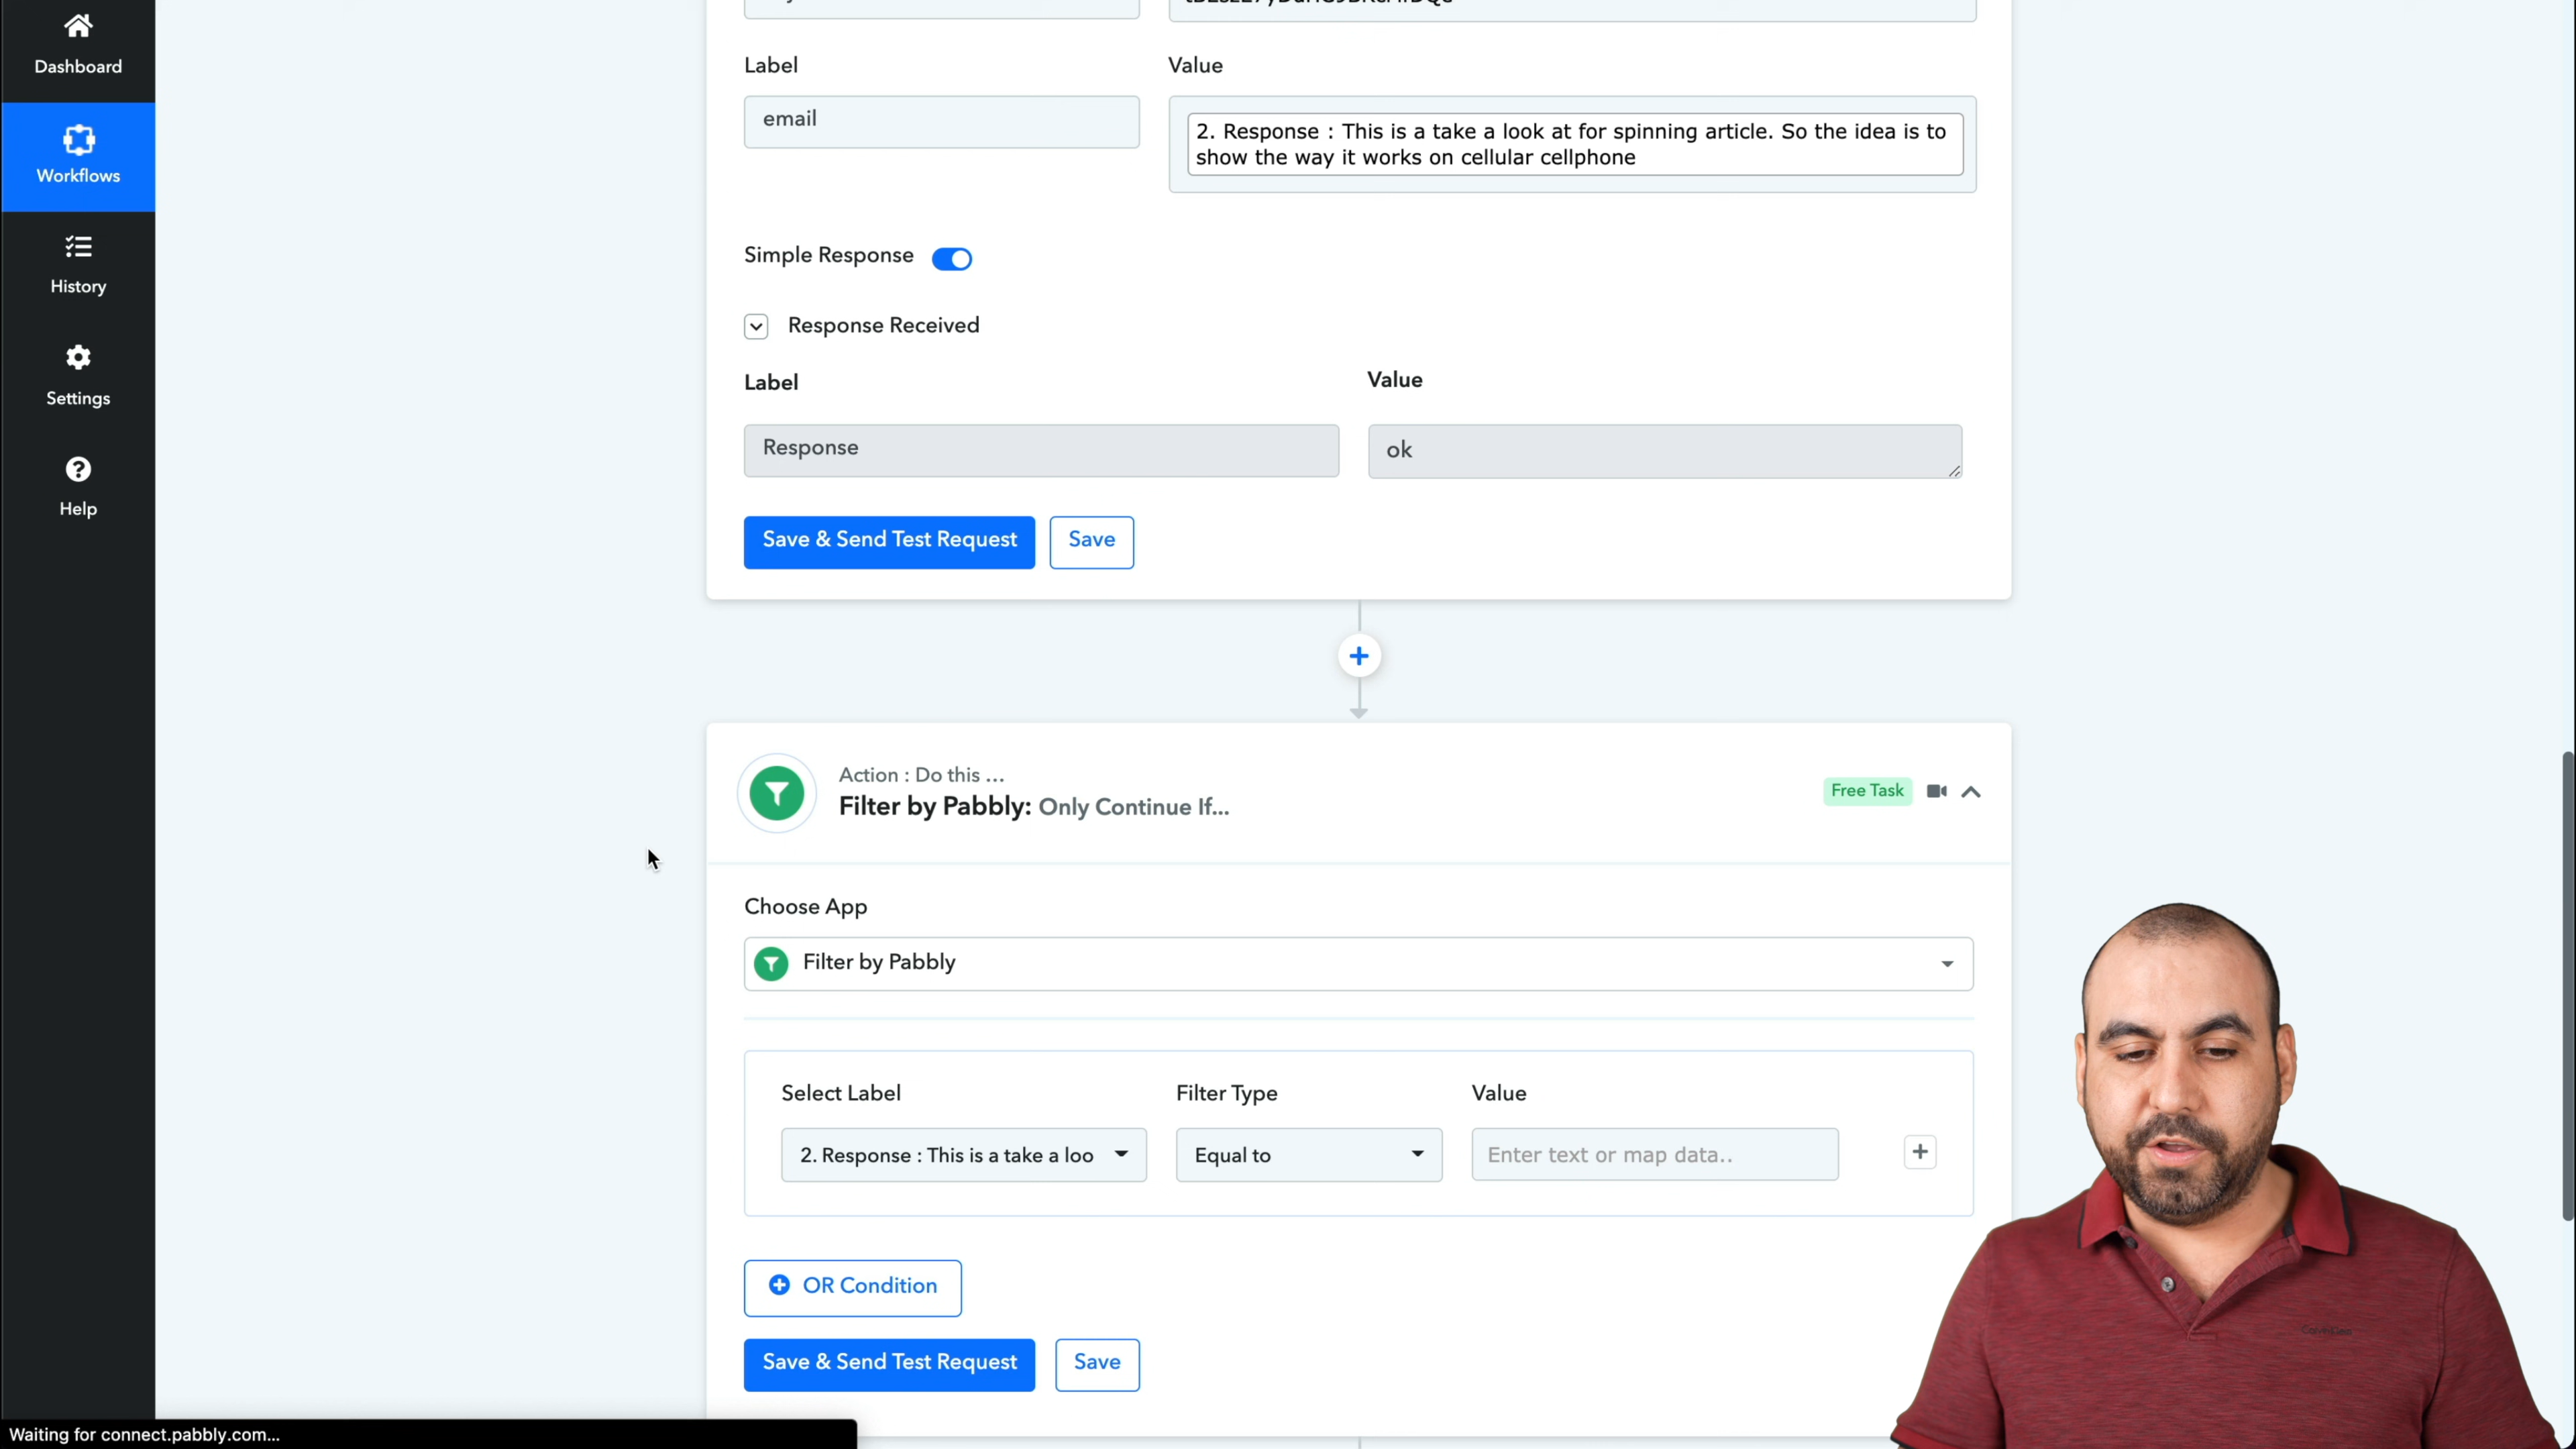 Dashboard
Workflows
History
Settings
Help
Label
Value
email
2. Response : This is a take a look at for spinning article. So the idea is to
show the way it works on cellular cellphone
Simple Response
Response Received
Label
Value
Response
ok
Save & Send Test Request
Save
Action : Do this ...
Filter by Pabbly: Only Continue If...
Free Task
Choose App
Filter by Pabbly
Select Label
Filter Type
Value
2. Response : This is a take a loo
Equal to
Enter text or map data..
OR Condition
Save & Send Test Request
Save
Waiting for connect.pabbly.com...